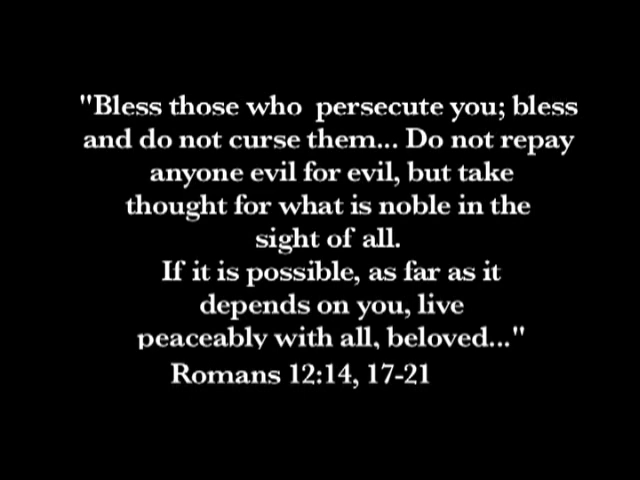 "Bless those who  persecute you; bless
and do not curse them... Do not repay
anyone evil for evil, but take
thought for what is noble in the
sight of all.
If it is possible, as far as it
depends on you, live
peaceably with all, beloved..."
Romans 12:14, 17-21